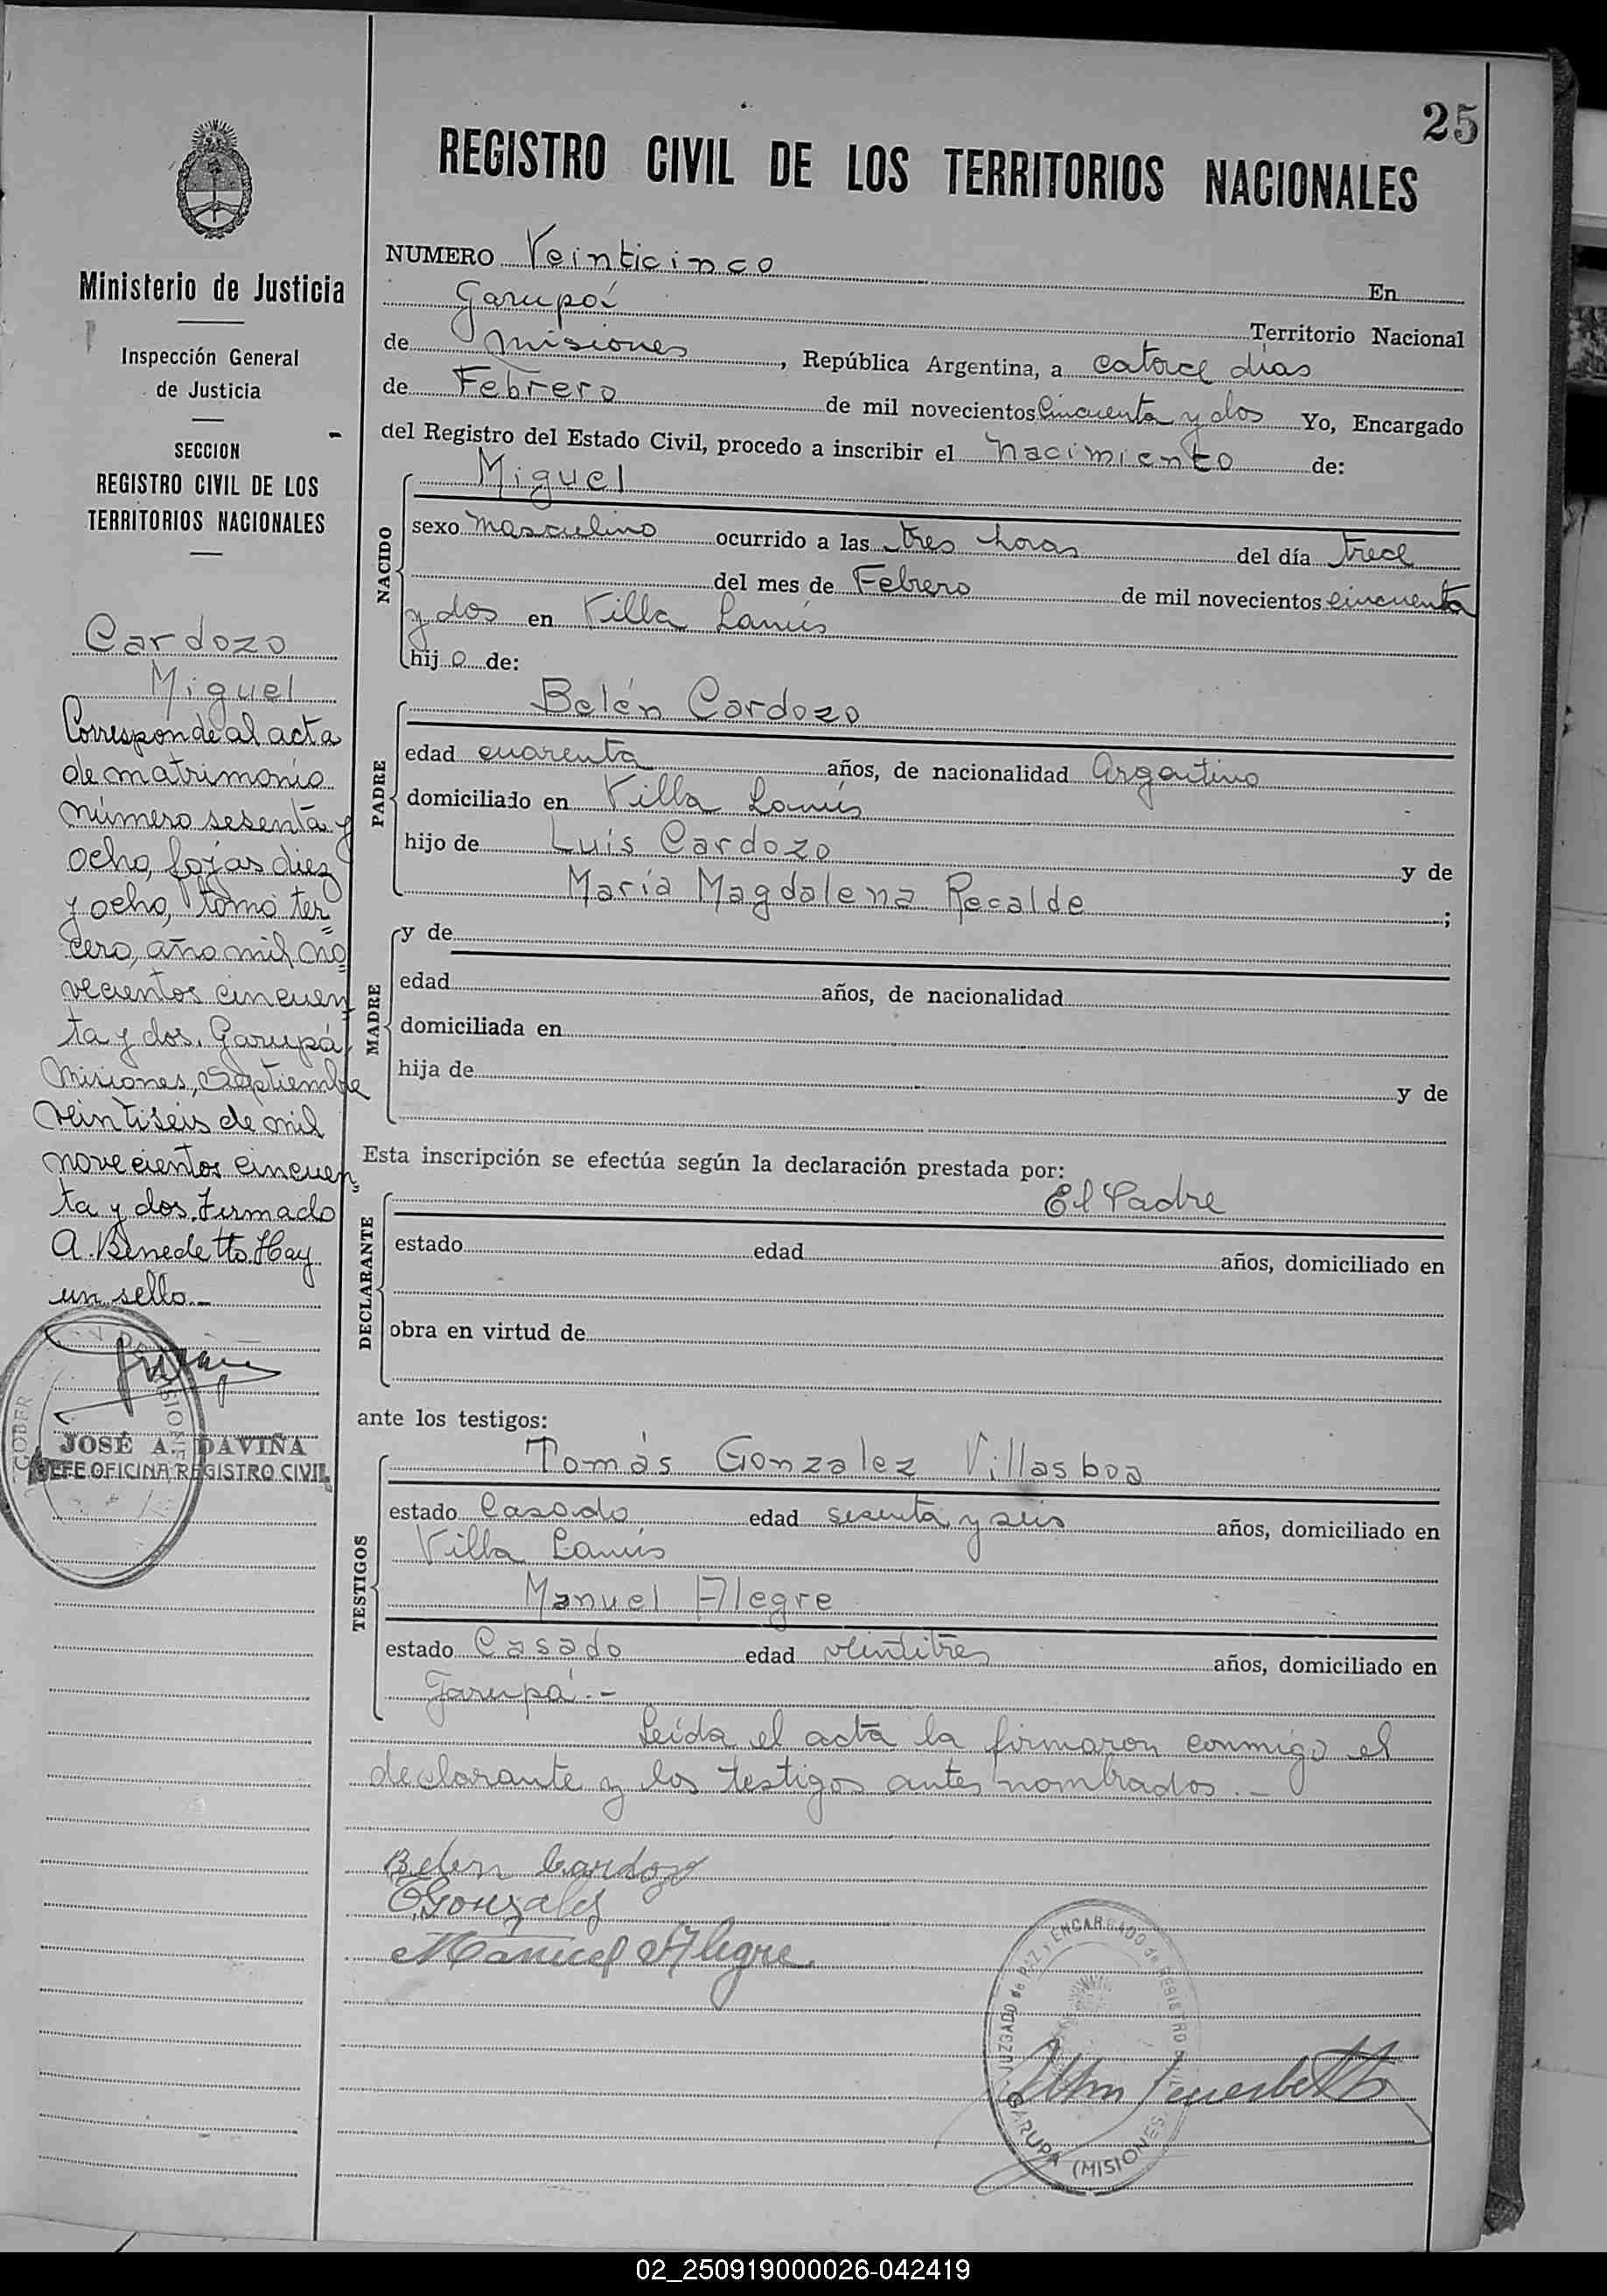 25
REGISTRO CIVIL DE LOS TERRITORIOS NACIONALES
Ministerio de Justicia
Inspección General
de Justicia
SECCION
REGISTRO CIVIL DE LOS
TERRITORIOS NACIONALES
Cardozo
Miguel
Corresponde al acta
de matrimonio
número sesenta y
ocho, fojas diez
y ocho, tomo ter=
cero, año mil no
vecientos cincuen
ta y dos. Garupá,
Misiones, Septiembre
veintiseis de mil
novecientos cincuen=
ta y dos. Firmado
A. Benedetto. Hay
un sello.-
JOSÉ A. DAVIÑA
JEFE OFICINA REGISTRO CIVIL
NUMERO Veinticinco En
Garupá Territorio Nacional
de Misiones, República Argentina, a catorce días
de Febrero de mil novecientos cincuenta y dos Yo, Encargado
del Registro del Estado Civil, procedo a inscribir el nacimiento de:
NACIDO
Miguel
sexo masculino ocurrido a las tres horas del día trece
del mes de Febrero de mil novecientos cincuenta
y dos en Villa Lanús
hijo de:
PADRE
Belén Cardozo
edad cuarenta años, de nacionalidad Argentino
domiciliado en Villa Lanús
hijo de Luis Cardozo y de
María Magdalena Recalde;
MADRE
y de
edad años, de nacionalidad
domiciliada en
hija de y de
Esta inscripción se efectúa según la declaración prestada por:
DECLARANTE
El Padre
estado edad años, domiciliado en
obra en virtud de
ante los testigos:
TESTIGOS
Tomás Gonzalez Villasboa
estado Casado edad sesenta y seis años, domiciliado en
Villa Lanús
Manuel Alegre
estado Casado edad veintitres años, domiciliado en
Garupá.-
Leída el acta la firmaron conmigo el
declarante y los testigos antes nombrados.-
Belen Cardozo
TGonzales
Manuel Alegre
JUZGADO de PAZ y ENCARGADO de REGISTRO
GARUPA (MISIONES)
02_250919000026-042419